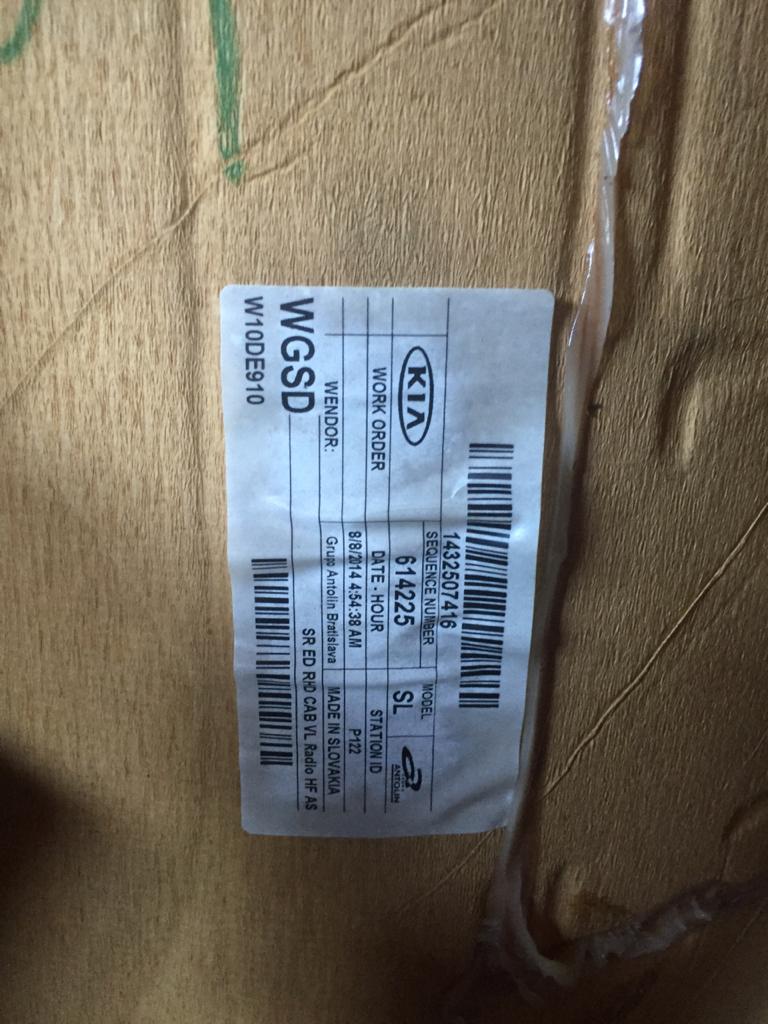 1432507416
KIA
SEQUENCE NUMBER
MODEL
614225
SL
ANTOLIN
WORK ORDER
DATE - HOUR
STATION ID
8/8/2014 4:54:38 AM
P122
WENDOR:
Grupo Antolin Bratislava
MADE IN SLOVAKIA
WGSD
SR ED RHD CAB VL Radio HF AS
W10DE910